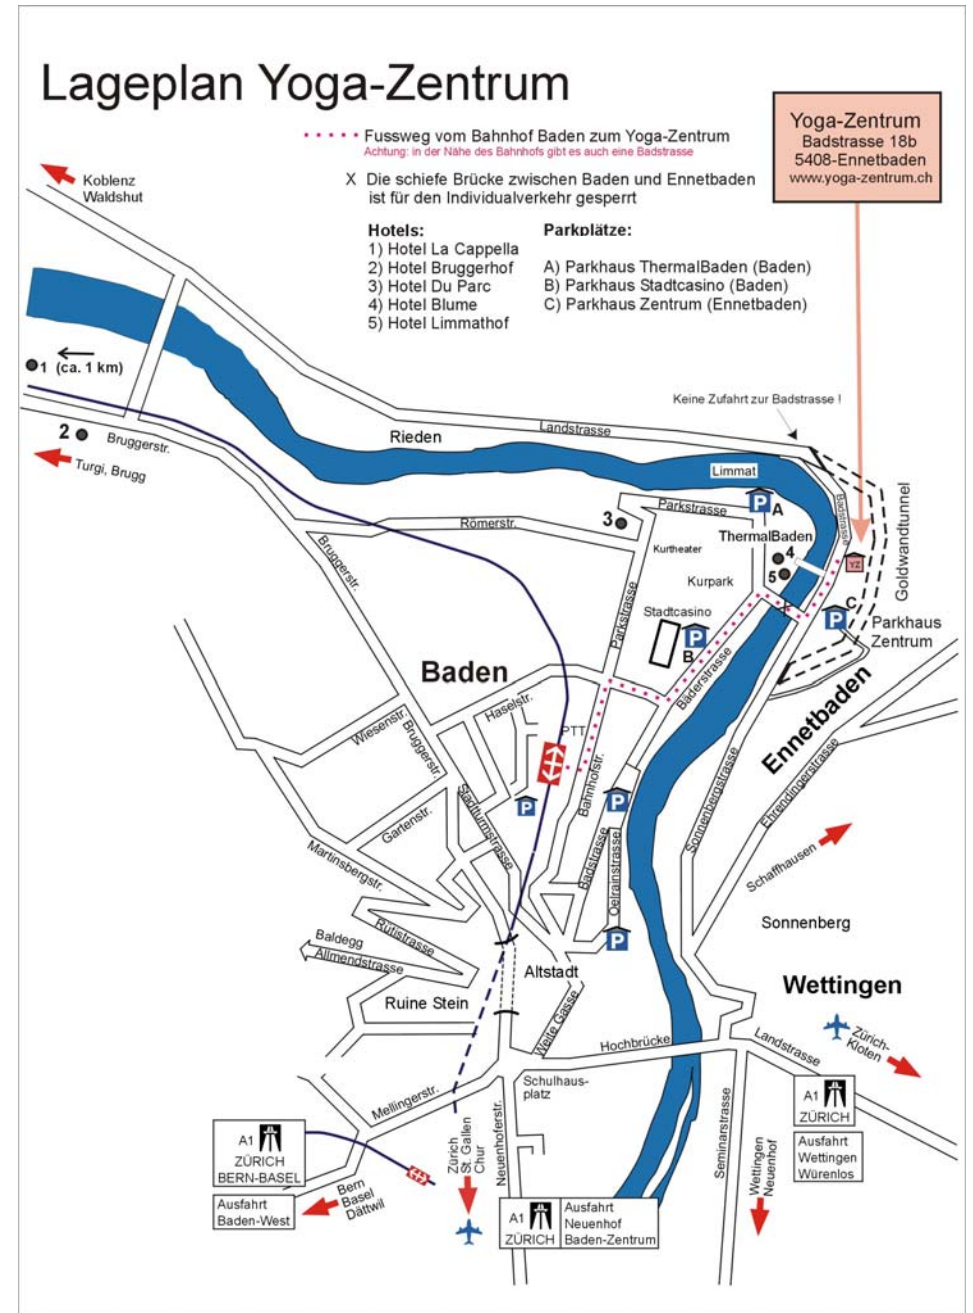 Lageplan Yoga-Zentrum
Yoga-Zentrum
Badstrasse 18b
5408-Ennetbaden
www.yoga-zentrum.ch
Fussweg vom Bahnhof Baden zum Yoga-Zentrum
Achtung: in der Nähe des Bahnhofs gibt es auch eine Badstrasse
X Die schiefe Brücke zwischen Baden und Ennetbaden
ist für den Individualverkehr gesperrt
Koblenz
Waldshut
Hotels:
1) Hotel La Cappella
2) Hotel Bruggerhof
3) Hotel Du Parc
4) Hotel Blume
5) Hotel Limmathof
Parkplätze:
A) Parkhaus ThermalBaden (Baden)
B) Parkhaus Stadtcasino (Baden)
C) Parkhaus Zentrum (Ennetbaden)
1 (ca. 1 km)
Keine Zufahrt zur Badstrasse !
2
Bruggerstr.
Turgi, Brugg
Rieden
Landstrasse
Limmat
Badstrasse
Goldwandtunnel
P
A
Parkstrasse
3
Römerstr.
ThermalBaden
4
5
YZ
Kurtheater
Kurpark
Bruggerstr.
Parkstrasse
Stadtcasino
P
B
P
C
Parkhaus
Zentrum
Baden
Bäderstrasse
Ennetbaden
Haselstr.
Wiesenstr.
Bruggerstr.
PTT
Bahnhofstr.
P
P
Sonnenbergstrasse
Ehrendingerstrasse
Stadtturmstrasse
Gartenstr.
Martinsbergstr.
Badstrasse
Oelrainstrasse
Schaffhausen
P
Sonnenberg
Rütistrasse
Baldegg
Allmendstrasse
Altstadt
Ruine Stein
Wettingen
Weite Gasse
Hochbrücke
Landstrasse
Zürich-
Kloten
Mellingerstr.
Schulhaus-
platz
Neuenhoferstr.
Seminarstrasse
A1
ZÜRICH
Ausfahrt
Wettingen
Würenlos
A1
ZÜRICH
BERN-BASEL
Ausfahrt
Baden-West
Bern
Basel
Dättwil
Zürich
St. Gallen
Chur
Wettingen
Neuenhof
A1
ZÜRICH
Ausfahrt
Neuenhof
Baden-Zentrum